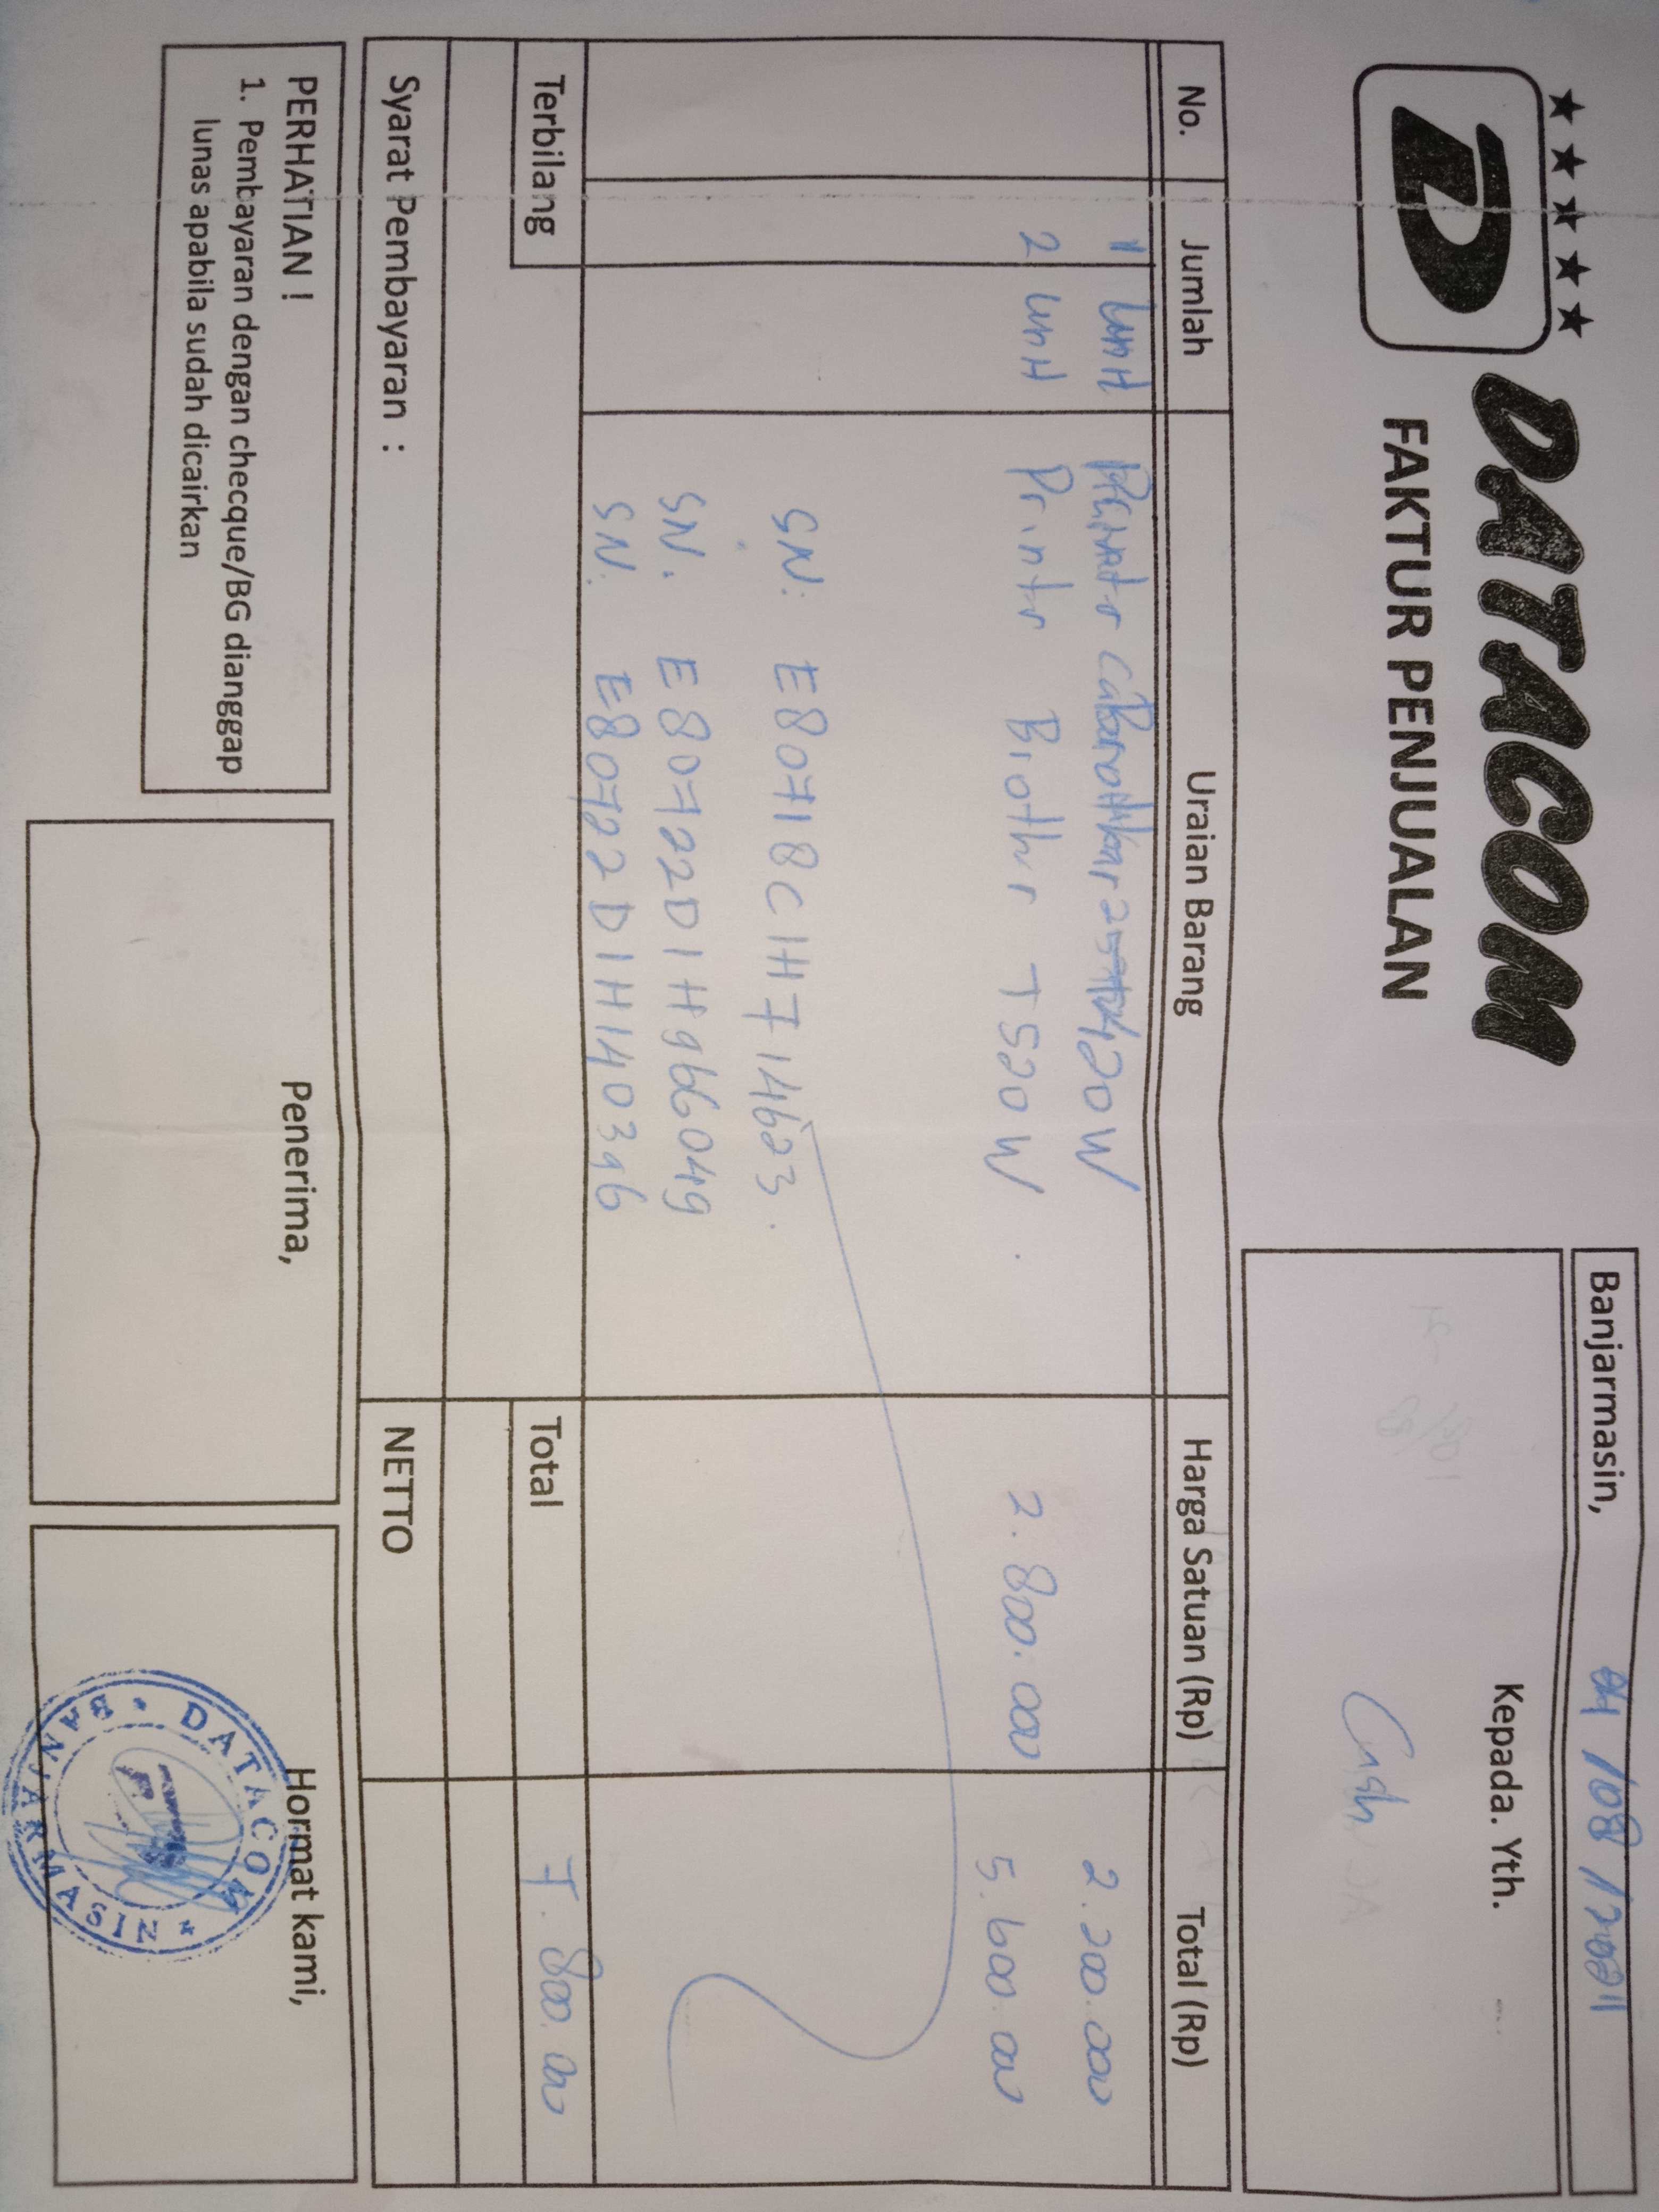 DATACOM
FAKTUR PENJUALAN
Banjarmasin, 04/08/2021
Kepada. Yth.
Cash
No. Jumlah Uraian Barang Harga Satuan (Rp) Total (Rp)
1 unit 420W 2.200.000
2 unit Printr Brother T520W. 2.800.000 5.600.000
SN: E80718C1H714623.
SN. E80722D1H966049
SN. E80722D1H140396
Terbilang Total 7.800.000
Syarat Pembayaran : NETTO
PERHATIAN !
1. Pembayaran dengan checque/BG dianggap
lunas apabila sudah dicairkan
Penerima,
Hormat kami,
DATACOM
BANJARMASIN